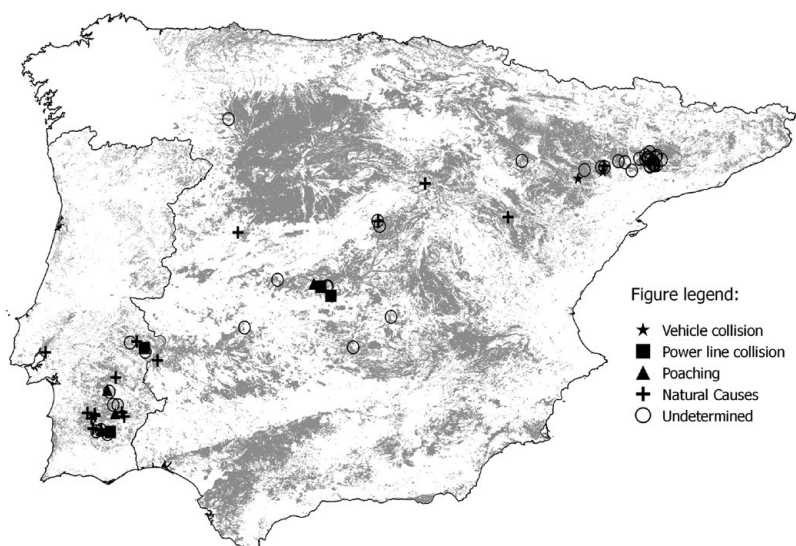 Figure legend:
Vehicle collision
Power line collision
Poaching
Natural Causes
Undetermined